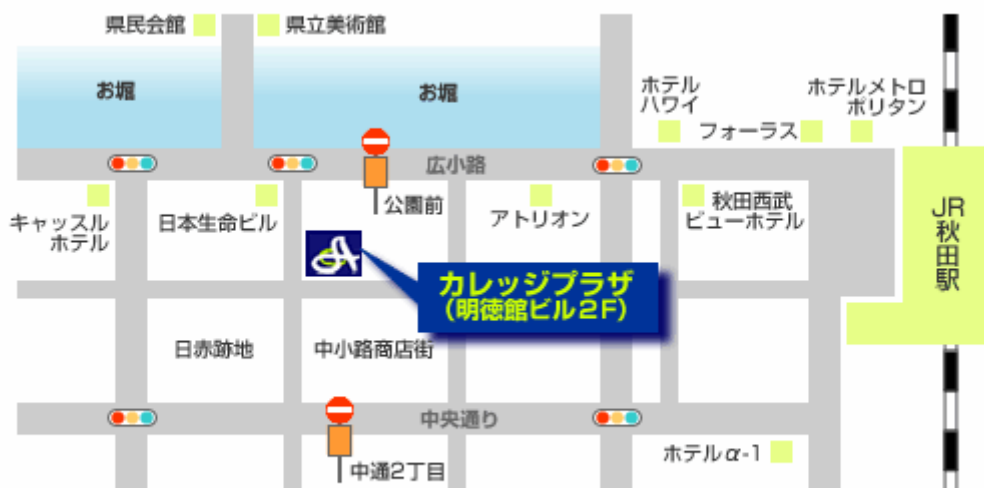 県民会館
県立美術館
お堀
お堀
ホテル
ハワイ
ホテルメトロ
ポリタン
フォーラス
広小路
公園前
キャッスル
ホテル
日本生命ビル
アトリオン
秋田西武
ビューホテル
JR秋田駅
カレッジプラザ
(明徳館ビル2F)
日赤跡地
中小路商店街
中央通り
中通2丁目
ホテルα-1